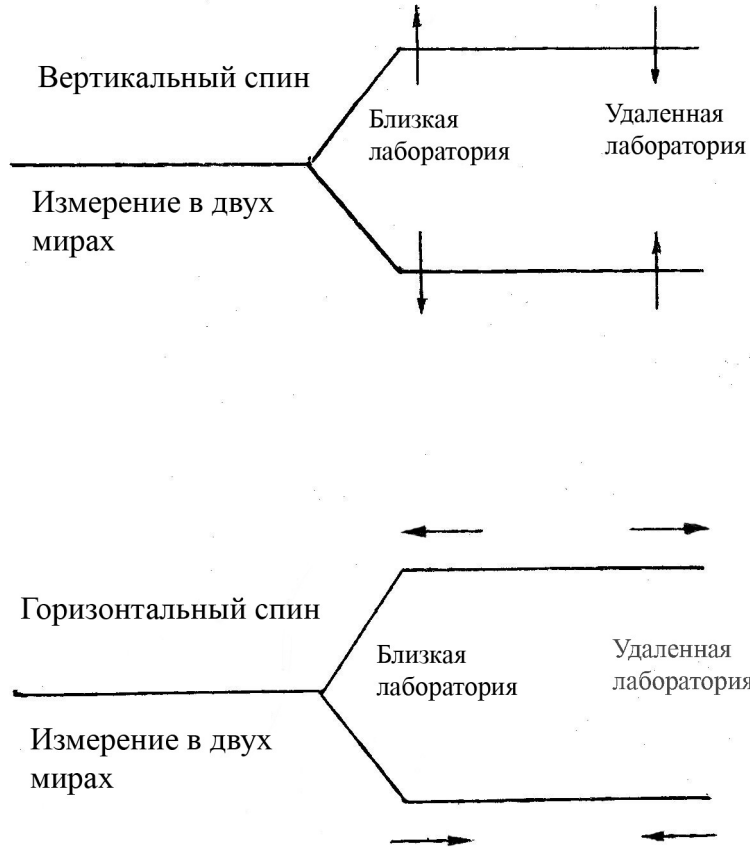 Вертикальный спин
Близкая
лаборатория
Удаленная
лаборатория
Измерение в двух
мирах
Горизонтальный спин
Близкая
лаборатория
Удаленная
лаборатория
Измерение в двух
мирах